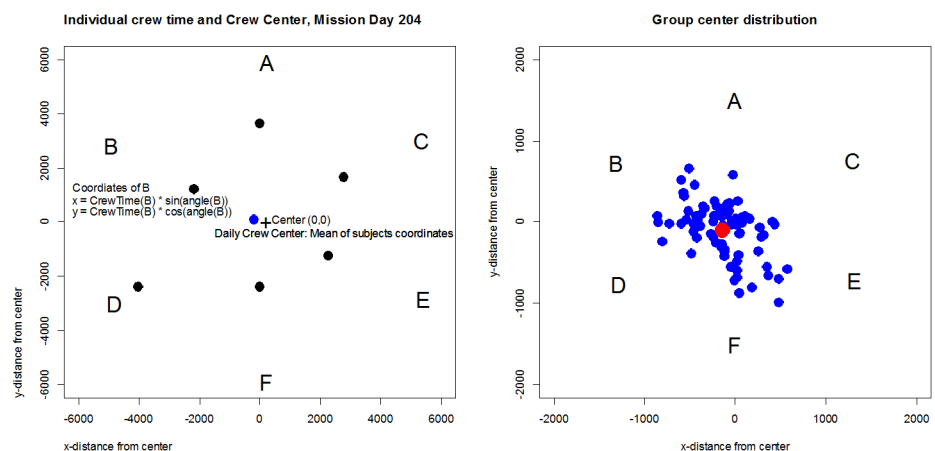 Individual crew time and Crew Center, Mission Day 204
6000
4000
2000
0
-2000
-4000
-6000
y-distance from center
A
B
C
Coordiates of B
x = CrewTime(B) * sin(angle(B))
y = CrewTime(B) * cos(angle(B))
Center (0,0)
Daily Crew Center: Mean of subjects coordinates
D
E
F
-6000 -4000 -2000 0 2000 4000 6000
x-distance from center
Group center distribution
2000
1000
0
-1000
-2000
y-distance from center
A
B
C
D
E
F
-2000 -1000 0 1000 2000
x-distance from center